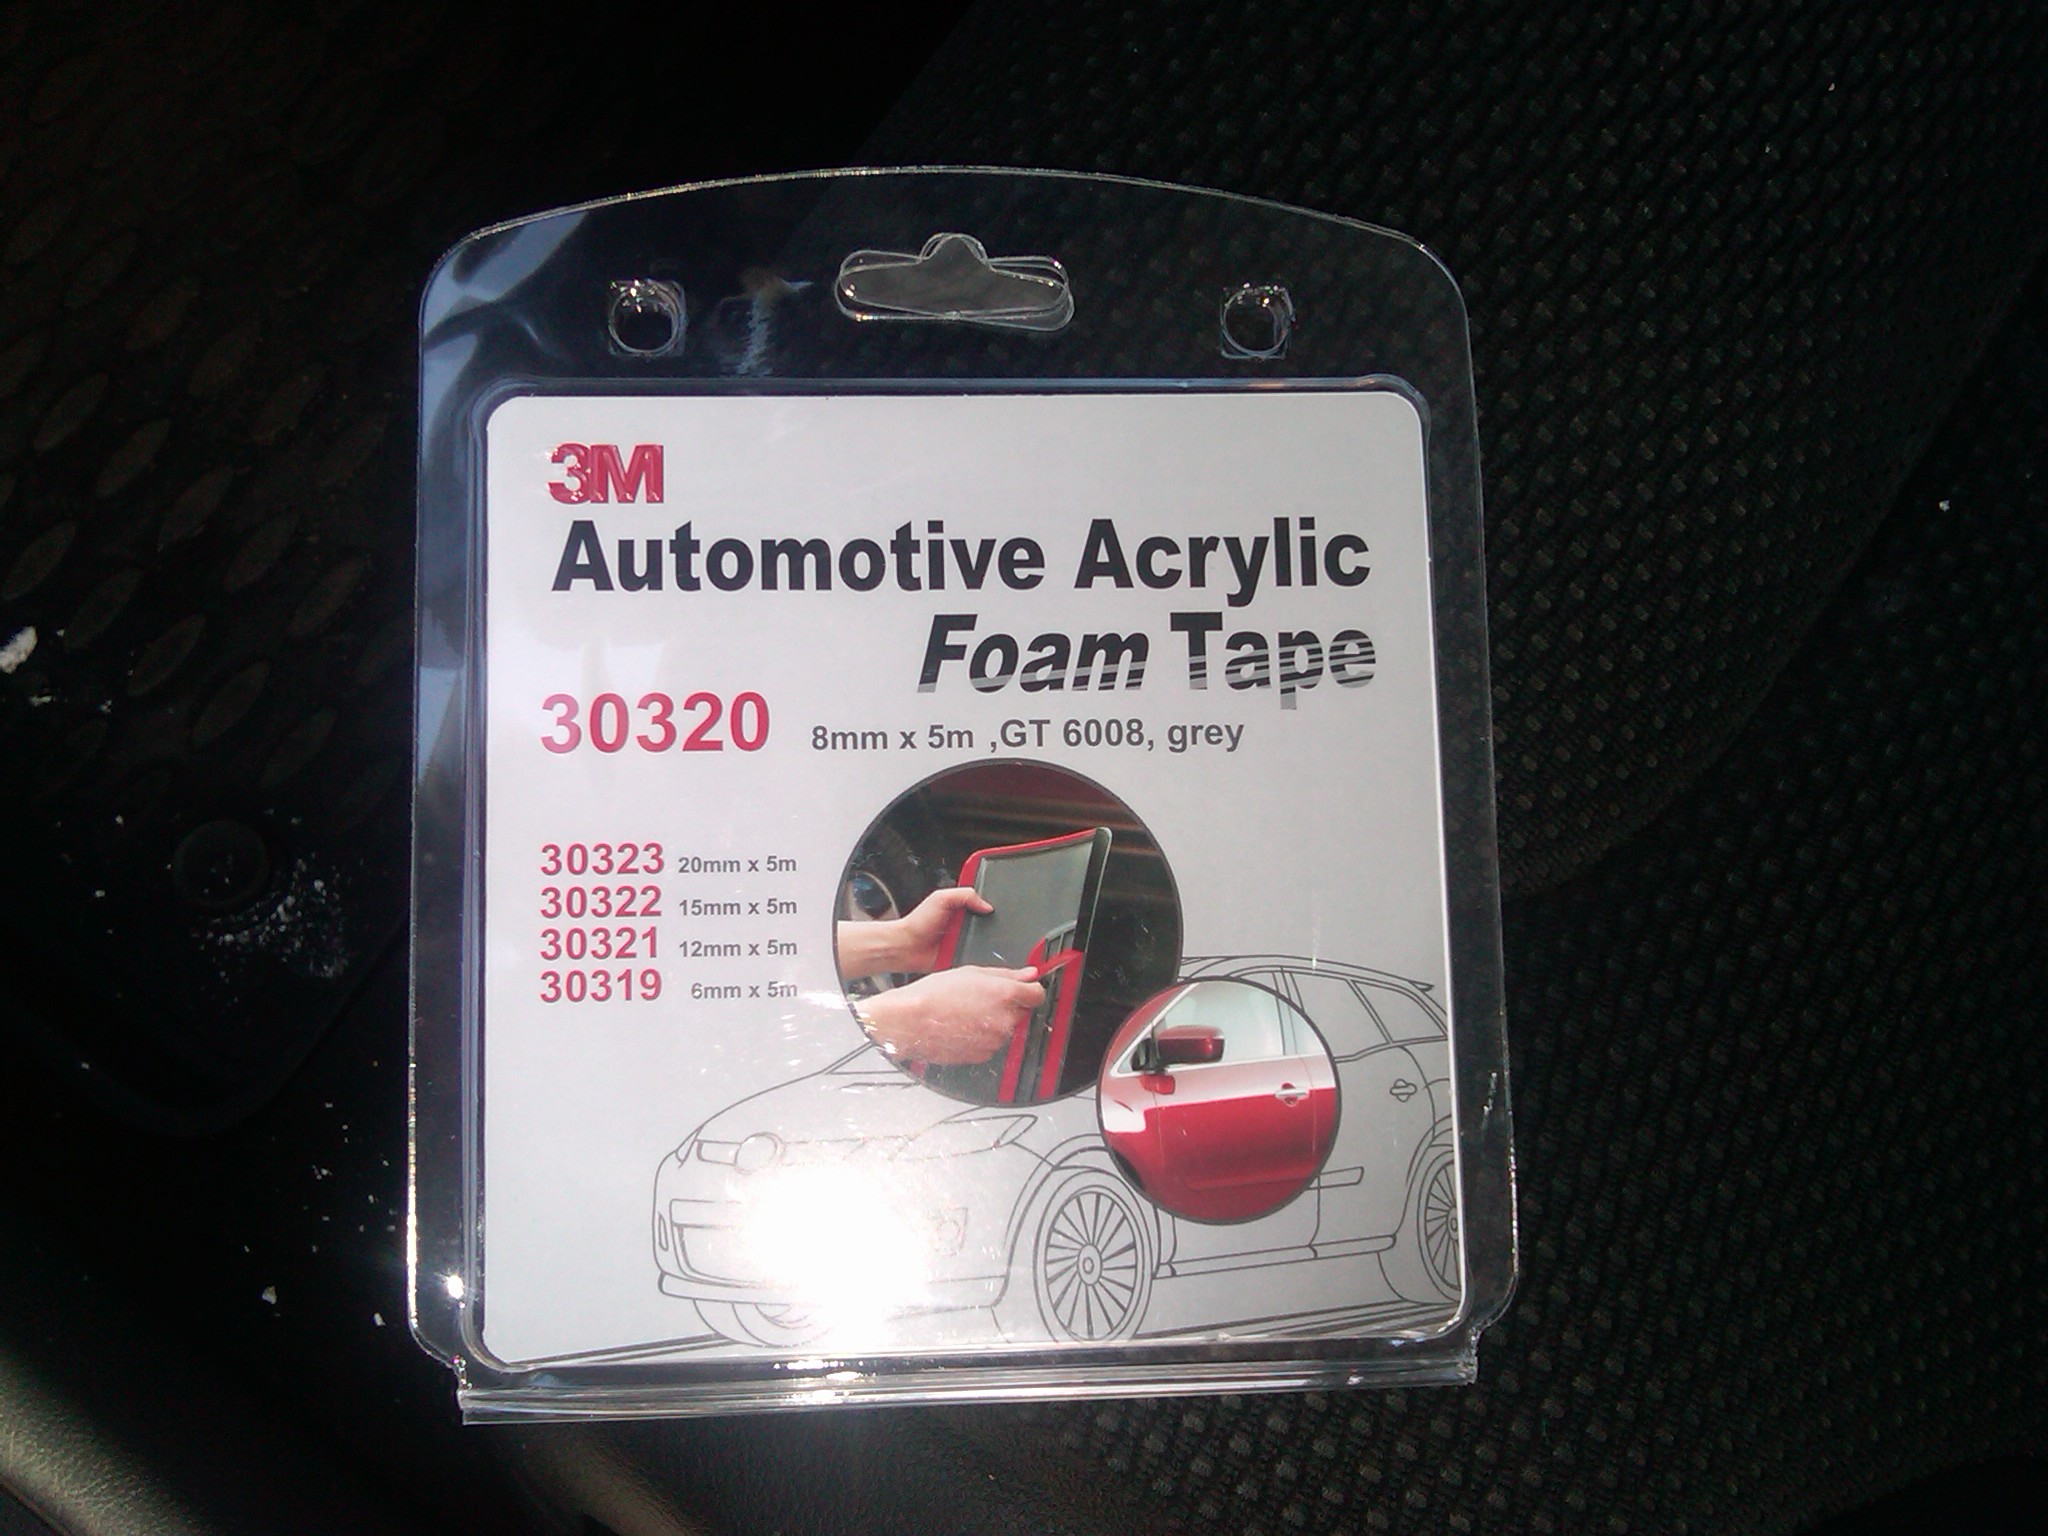 3M
Automotive Acrylic
Foam Tape
30320 8mm x 5m ,GT 6008, grey
30323 20mm x 5m
30322 15mm x 5m
30321 12mm x 5m
30319 6mm x 5m